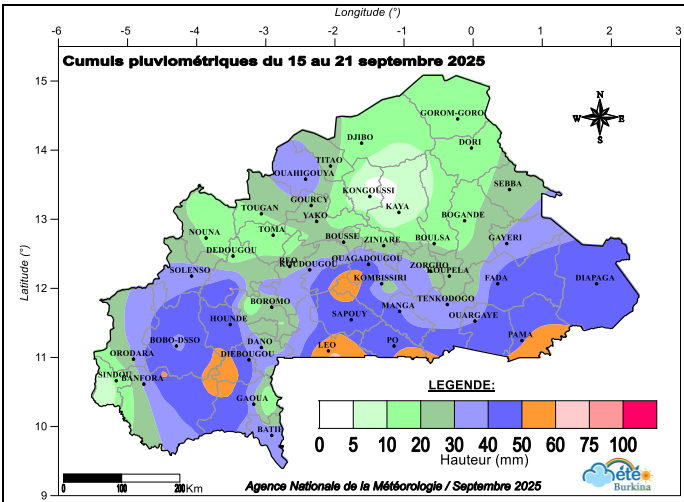 Longitude (°)
-6 -5 -4 -3 -2 -1 0 1 2 3
Cumuls pluviométriques du 15 au 21 septembre 2025
15
GOROM-GORO
N
W E
S
DJIBO
DORI
14
TITAO
OUAHIGOUYA
KONGOUSSI
SEBBA
GOURCY
KAYA
TOUGAN
YAKO
BOGANDE
13
NOUNA
TOMA
BOUSSE
ZINIARE
BOULSA
GAYERI
DEDOUGOU
REO
KOUDOUGOU
OUAGADOUGOU
ZORGHO
KOUPELA
SOLENSO
KOMBISSIRI
FADA
DIAPAGA
12
Latitude (°)
BOROMO
TENKODOGO
MANGA
HOUNDE
SAPOUY
OUARGAYE
BOBO-DSSO
DANO
LEO
PO
PAMA
ORODARA
DIEBOUGOU
11
SINDOU
BANFORA
GAOUA
LEGENDE:
BATIE
10
0 5 10 20 30 40 50 60 75 100
Hauteur (mm)
9
0 100 200 Km
Agence Nationale de la Météorologie / Septembre 2025
Météo
Burkina